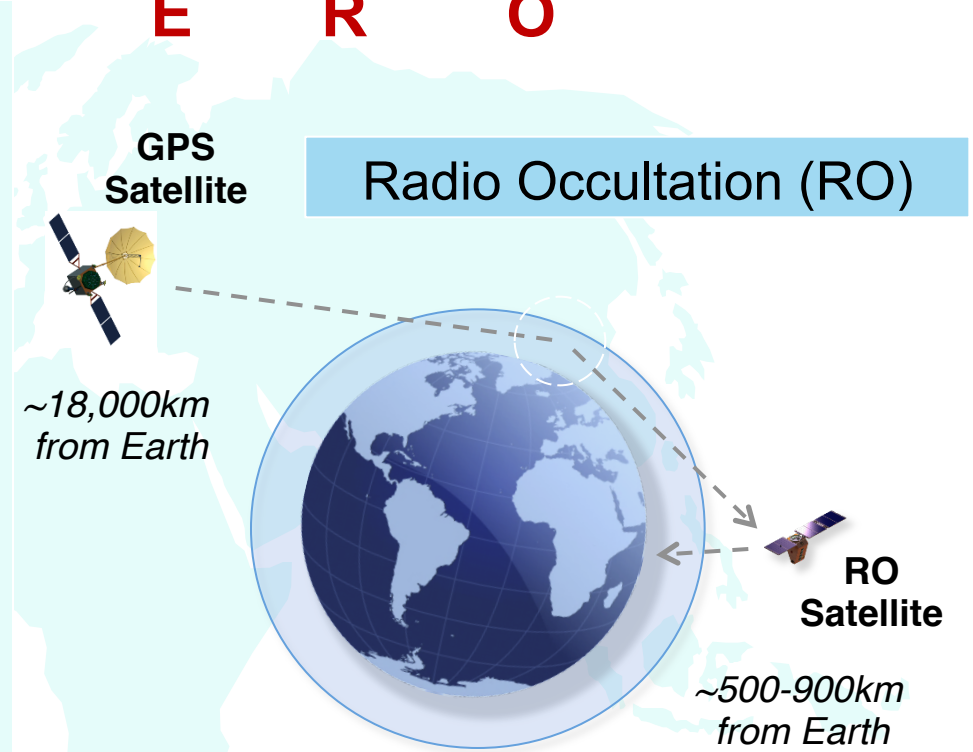 E R O
GPS
Satellite
Radio Occultation (RO)
~18,000km
from Earth
RO
Satellite
~500-900km
from Earth